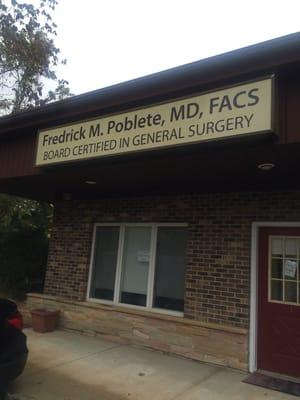 Fredrick M. Poblete, MD, FACS
BOARD CERTIFIED IN GENERAL SURGERY